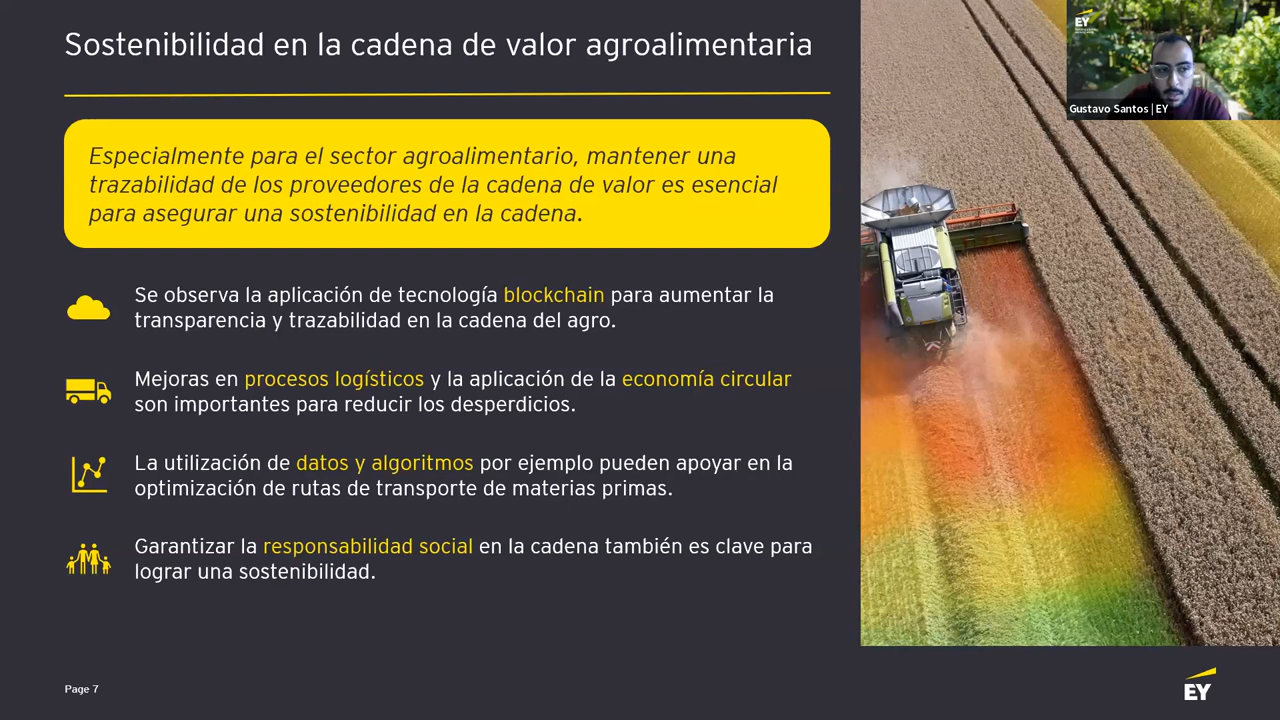 Sostenibilidad en la cadena de valor agroalimentaria
EY
Gustavo Santos | EY
Especialmente para el sector agroalimentario, mantener una
trazabilidad de los proveedores de la cadena de valor es esencial
para asegurar una sostenibilidad en la cadena.
Se observa la aplicación de tecnología blockchain para aumentar la
transparencia y trazabilidad en la cadena del agro.
Mejoras en procesos logísticos y la aplicación de la economía circular
son importantes para reducir los desperdicios.
La utilización de datos y algoritmos por ejemplo pueden apoyar en la
optimización de rutas de transporte de materias primas.
Garantizar la responsabilidad social en la cadena también es clave para
lograr una sostenibilidad.
Page 7
EY